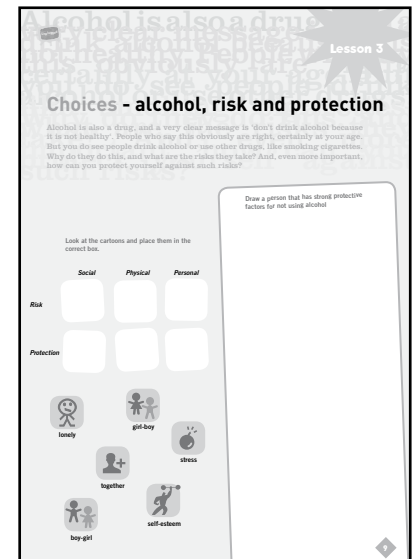 Alcohol is also a drug
Lesson 3
Choices - alcohol, risk and protection
Alcohol is also a drug, and a very clear message is 'don't drink alcohol because
it is not healthy'. People who say this obviously are right, certainly at your age.
But you do see people drink alcohol or use other drugs, like smoking cigarettes.
Why do they do this, and what are the risks they take? And, even more important,
how can you protect yourself against such risks?
Look at the cartoons and place them in the
correct box.
Social Physical Personal
Risk
Protection
lonely
girl-boy
stress
together
boy-girl
self-esteem
Draw a person that has strong protective
factors for not using alcohol
9